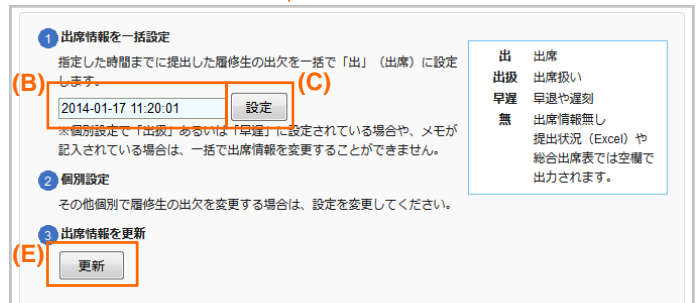 1 出席情報を一括設定
指定した時間までに提出した履修生の出欠を一括で「出」（出席）に設定
します。
(B)
(C)
2014-01-17 11:20:01
設定
※個別設定で「出扱」あるいは「早遅」に設定されている場合や、メモが
記入されている場合は、一括で出席情報を変更することができません。
2 個別設定
その他個別で履修生の出欠を変更する場合は、設定を変更してください。
3 出席情報を更新
(E)
更新
出 出席
出扱 出席扱い
早遅 早退や遅刻
無 出席情報無し
提出状況（Excel）や
総合出席表では空欄で
出力されます。